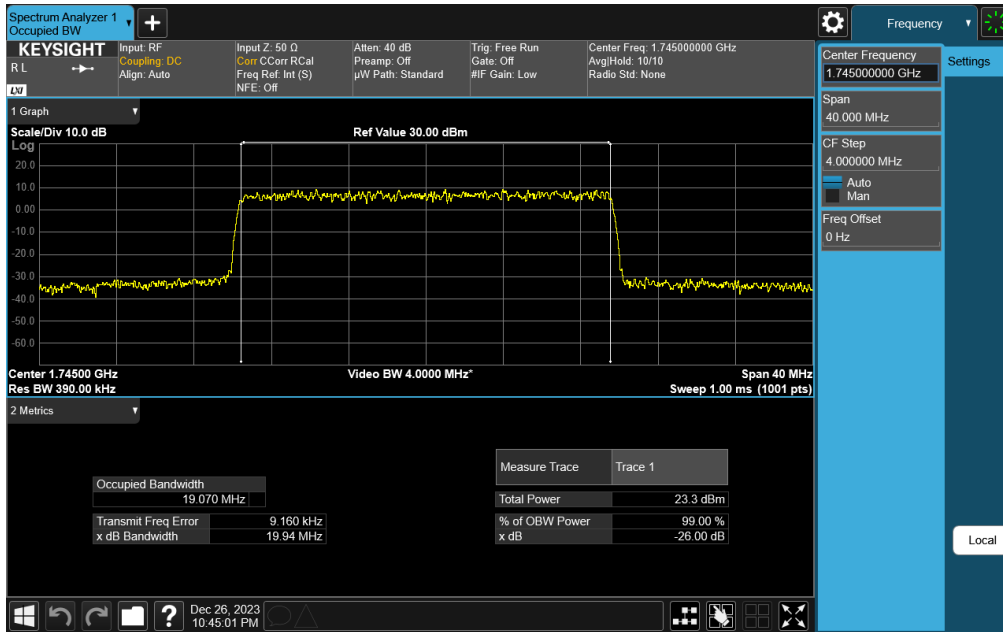 Spectrum Analyzer 1
Occupied BW
Frequency
KEYSIGHT
R L
LXI
Input: RF
Coupling: DC
Align: Auto
Input Z: 50 Ω
Corr CCorr RCal
Freq Ref: Int (S)
NFE: Off
Atten: 40 dB
Preamp: Off
µW Path: Standard
Trig: Free Run
Gate: Off
#IF Gain: Low
Center Freq: 1.745000000 GHz
Avg|Hold: 10/10
Radio Std: None
Center Frequency
1.745000000 GHz
Settings
Span
40.000 MHz
CF Step
4.000000 MHz
Auto
Man
Freq Offset
0 Hz
Local
1 Graph
Scale/Div 10.0 dB
Ref Value 30.00 dBm
Log
20.0
10.0
0.00
-10.0
-20.0
-30.0
-40.0
-50.0
-60.0
Center 1.74500 GHz
Video BW 4.0000 MHz*
Span 40 MHz
Res BW 390.00 kHz
Sweep 1.00 ms (1001 pts)
2 Metrics
Measure Trace
Trace 1
Occupied Bandwidth
19.070 MHz
Total Power
23.3 dBm
Transmit Freq Error
9.160 kHz
% of OBW Power
99.00 %
x dB Bandwidth
19.94 MHz
x dB
-26.00 dB
?
Dec 26, 2023
10:45:01 PM